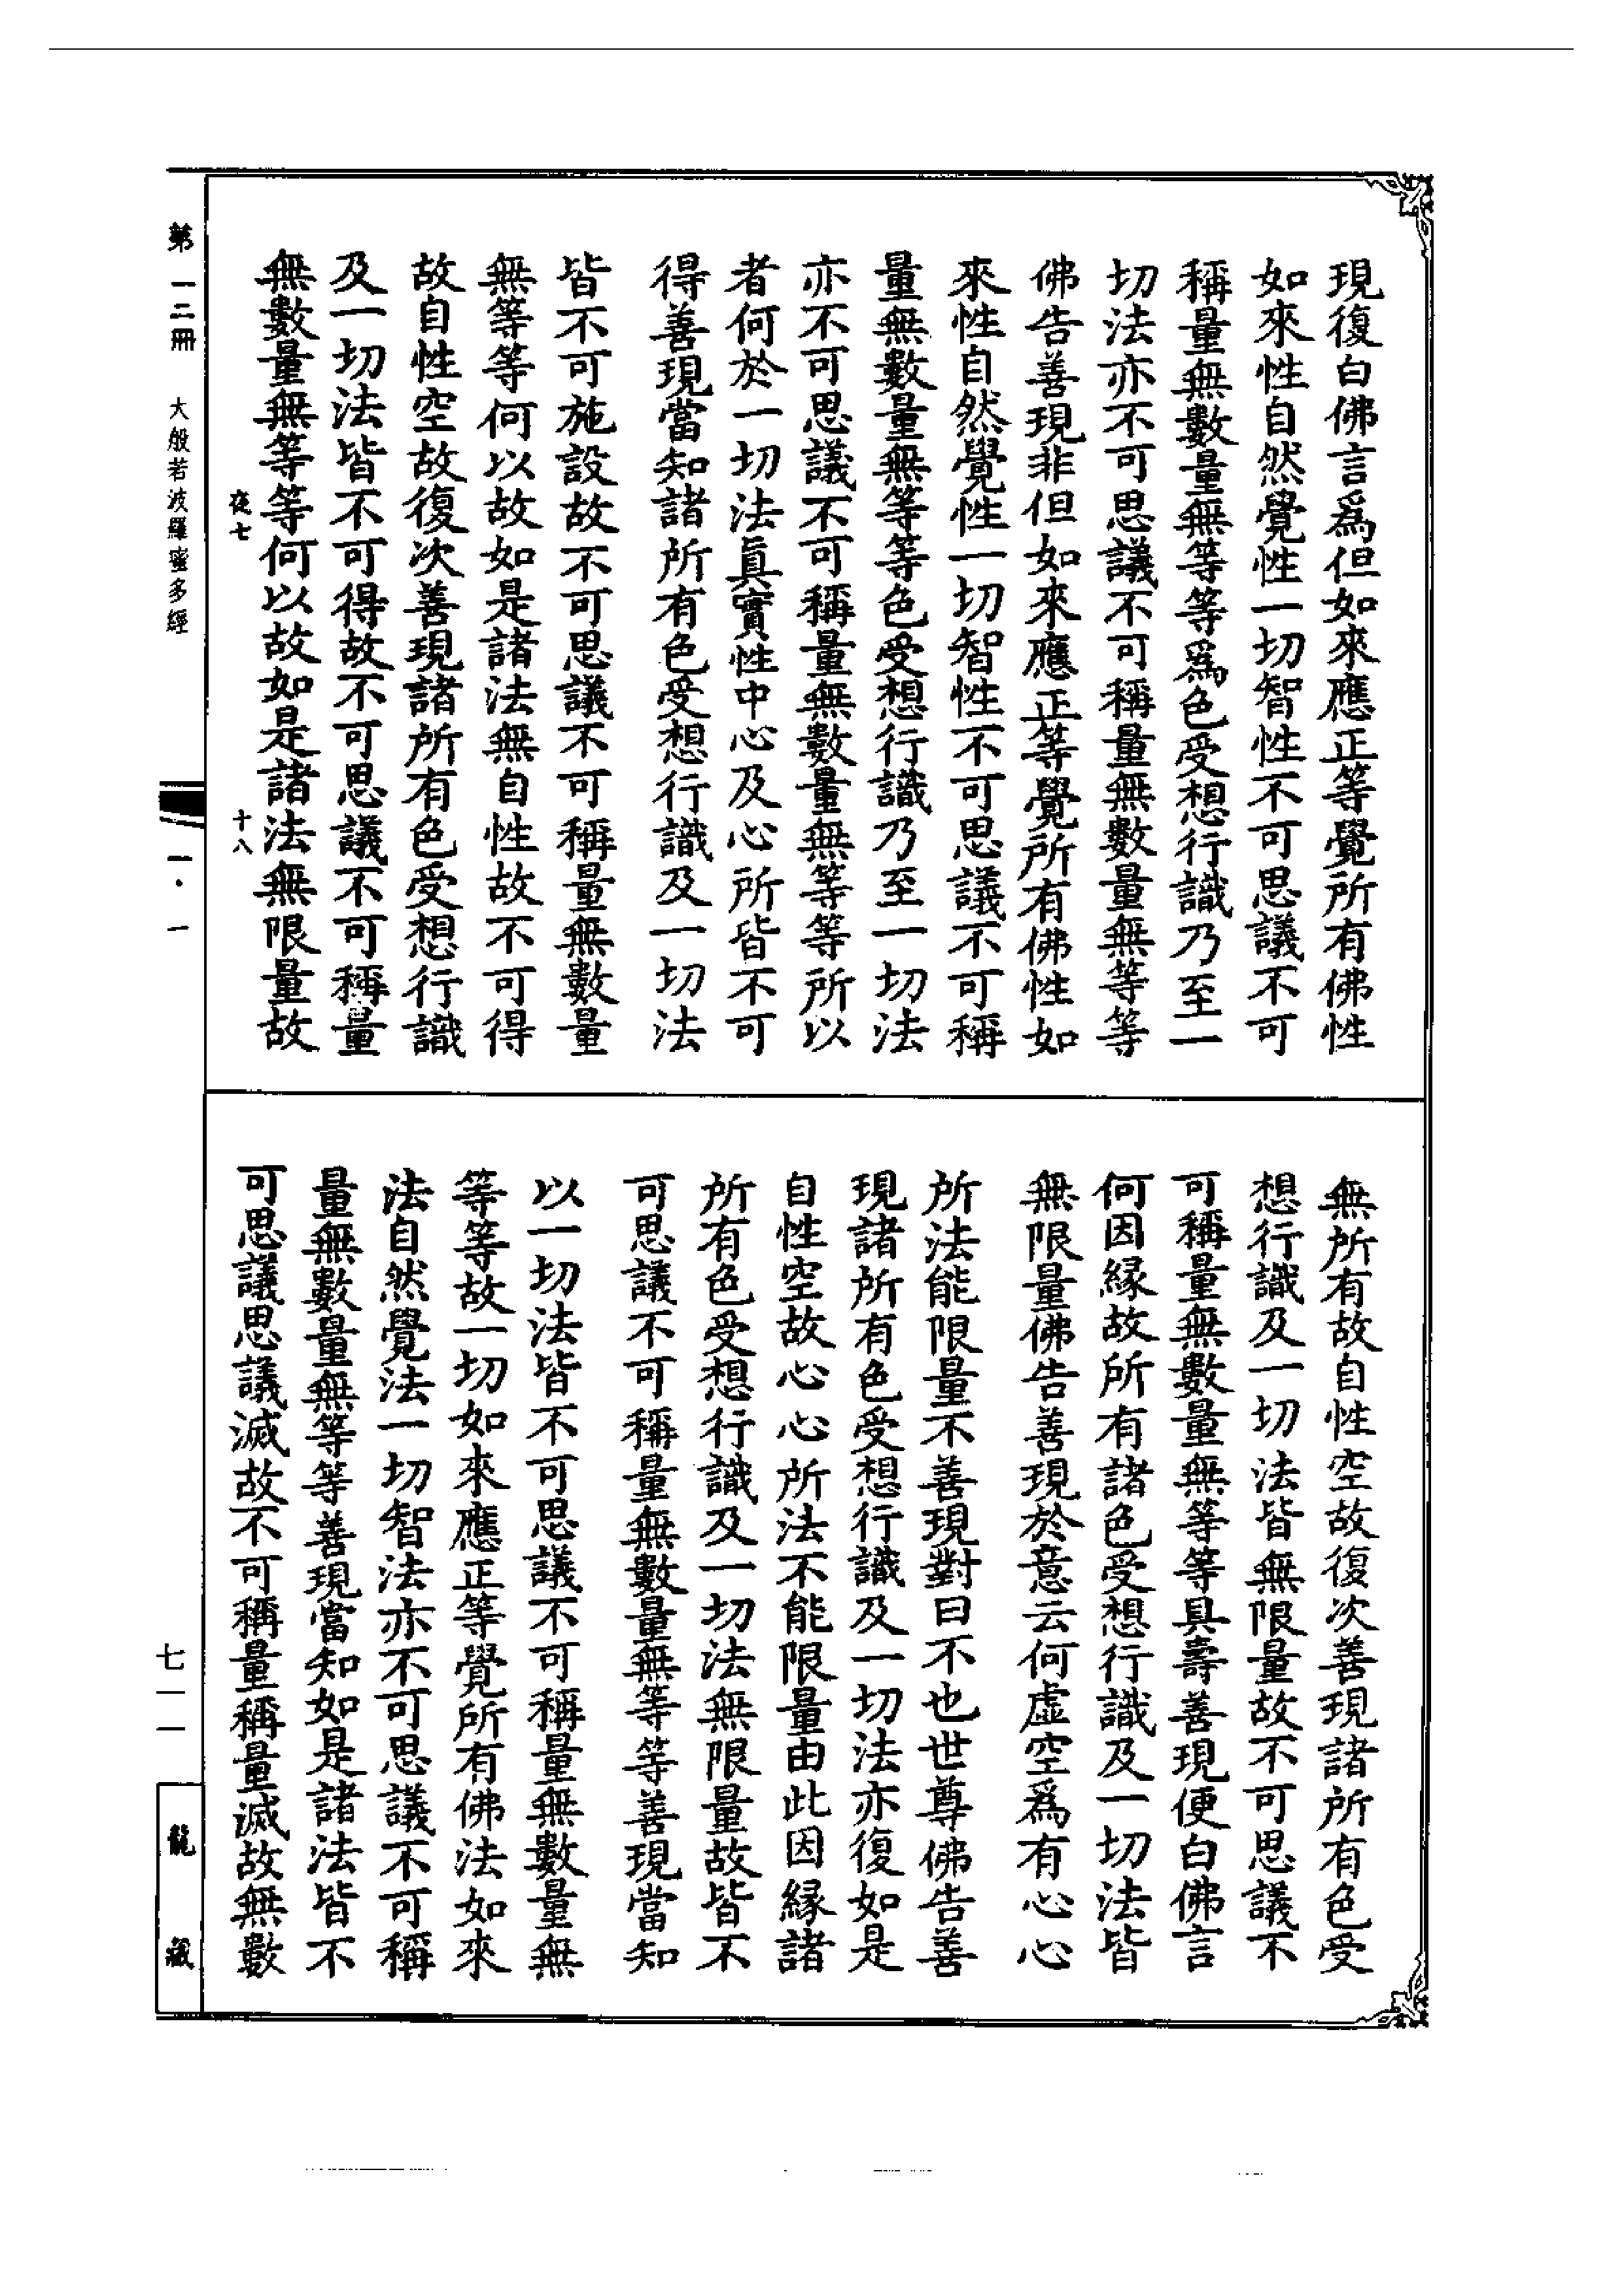 現復白佛言爲但如來應正等覺所有佛性
如來性自然覺性一切智性不可思議不可
稱量無數量無等等爲色受想行識乃至一
切法亦不可思議不可稱量無數量無等等
佛告善現非但如來應正等覺所有佛性如
來性自然覺性一切智性不可思議不可稱
量無數量無等等色受想行識乃至一切法
亦不可思議不可稱量無數量無等等所以
者何於一切法眞實性中心及心所皆不可
得善現當知諸所有色受想行識及一切法
皆不可施設故不可思議不可稱量無數量
無等等何以故如是諸法無自性故不可得
故自性空故復次善現諸所有色受想行識
及一切法皆不可得故不可思議不可稱量
無數量無等等何以故如是諸法無限量故
夜七 十八
無所有故自性空故復次善現諸所有色受
想行識及一切法皆無限量故不可思議不
可稱量無數量無等等具壽善現便白佛言
何因緣故所有諸色受想行識及一切法皆
無限量佛告善現於意云何虛空爲有心心
所法能限量不善現對曰不也世尊佛告善
現諸所有色受想行識及一切法亦復如是
自性空故心心所法不能限量由此因緣諸
所有色受想行識及一切法無限量故皆不
可思議不可稱量無數量無等等善現當知
以一切法皆不可思議不可稱量無數量無
等等故一切如來應正等覺所有佛法如來
法自然覺法一切智法亦不可思議不可稱
量無數量無等等善現當知如是諸法皆不
可思議思議滅故不可稱量稱量滅故無數
第一二冊 大般若波羅蜜多經 一·一 七一一 龍藏